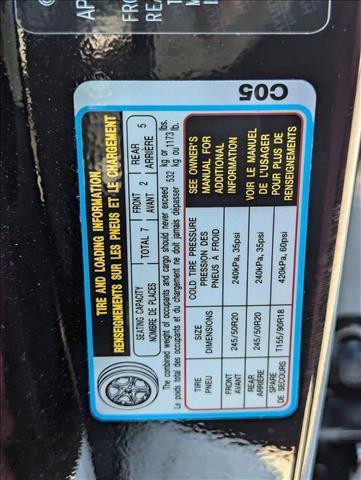 TIRE AND LOADING INFORMATION
RENSEIGNEMENTS SUR LES PNEUS ET LE CHARGEMENT
SEATING CAPACITY
NOMBRE DE PLACES
TOTAL 7
FRONT
AVANT 2
REAR
ARRIÈRE 5
The combined weight of occupants and cargo should never exceed 532 kg or 1173 lb.
Le poids total des occupants et du chargement ne doit jamais dépasser 532 kg ou 1173 lb.
TIRE
PNEU
SIZE
DIMENSIONS
COLD TIRE PRESSURE
PRESSION DES
PNEUS À FROID
SEE OWNER'S
MANUAL FOR
ADDITIONAL
INFORMATION
FRONT
AVANT
245/50R20
240kPa, 35psi
REAR
ARRIÈRE
245/50R20
240kPa, 35psi
VOIR LE MANUEL
DE L'USAGER
POUR PLUS DE
RENSEIGNEMENTS
SPARE
DE SECOURS
T155/90R18
420kPa, 60psi
C05